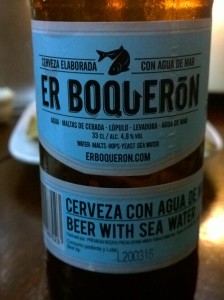 CERVEZA ELABORADA CON AGUA DE MAR
ER BOQUERŌN
AGUA · MALTAS DE CEBADA · LÚPULO · LEVADURA · AGUA DE MAR
33 CL / ALC. 4,8 % VOL
WATER·MALTS·HOPS·YEAST·SEA WATER
ERBOQUERON.COM
CERVEZA CON AGUA DE M
BEER WITH SEA WATER
L200315